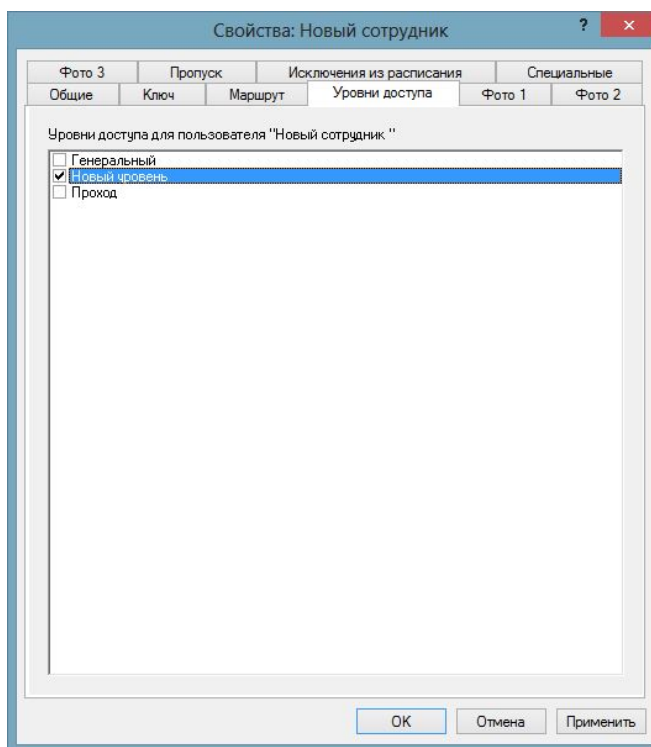 Свойства: Новый сотрудник
? ×
Фото 3 Пропуск Исключения из расписания Специальные
Общие Ключ Маршрут Уровни доступа Фото 1 Фото 2
Уровни доступа для пользователя "Новый сотрудник "
Генеральный
Новый уровень
Проход
OK Отмена Применить